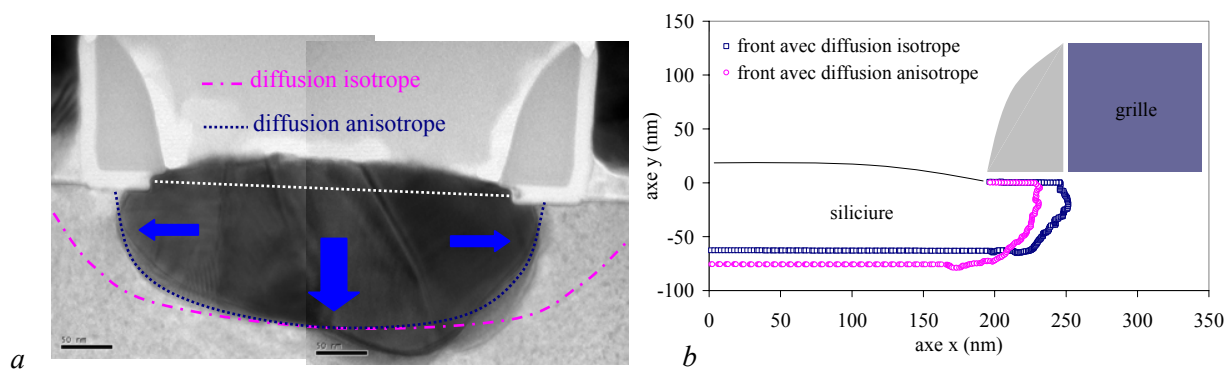 diffusion isotrope
diffusion anisotrope
50 nm
50 nm
a
150
100
50
0
-50
-100
axe y (nm)
front avec diffusion isotrope
front avec diffusion anisotrope
grille
siliciure
0
50
100
150
200
250
300
350
axe x (nm)
b